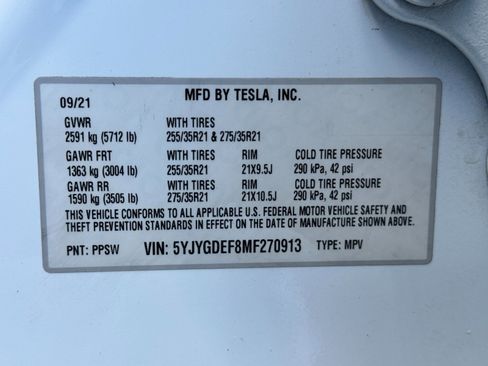 09/21 MFD BY TESLA, INC.
GVWR WITH TIRES
2591 kg (5712 lb) 255/35R21 & 275/35R21
GAWR FRT WITH TIRES RIM COLD TIRE PRESSURE
1363 kg (3004 lb) 255/35R21 21X9.5J 290 kPa, 42 psi
GAWR RR WITH TIRES RIM COLD TIRE PRESSURE
1590 kg (3505 lb) 275/35R21 21X10.5J 290 kPa, 42 psi
THIS VEHICLE CONFORMS TO ALL APPLICABLE U.S. FEDERAL MOTOR VEHICLE SAFETY AND
THEFT PREVENTION STANDARDS IN EFFECT ON THE DATE OF MANUFACTURE SHOWN ABOVE.
PNT: PPSW VIN: 5YJYGDEF8MF270913 TYPE: MPV